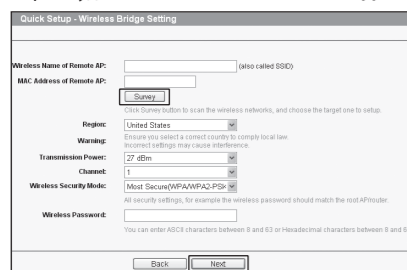 Quick Setup - Wireless Bridge Setting
Wireless Name of Remote AP: (also called SSID)
MAC Address of Remote AP:
Survey
Click Survey button to scan the wireless networks, and choose the target one to setup.
Region: United States
Warning: Ensure you select a correct country to comply local law.
Incorrect settings may cause interference.
Transmission Power: 27 dBm
Channel: 1
Wireless Security Mode: Most Secure(WPA/WPA2-PSK
All security settings, for example the wireless password should match the root AP/router.
Wireless Password:
You can enter ASCII characters between 8 and 63 or Hexadecimal characters between 8 and 6
Back Next